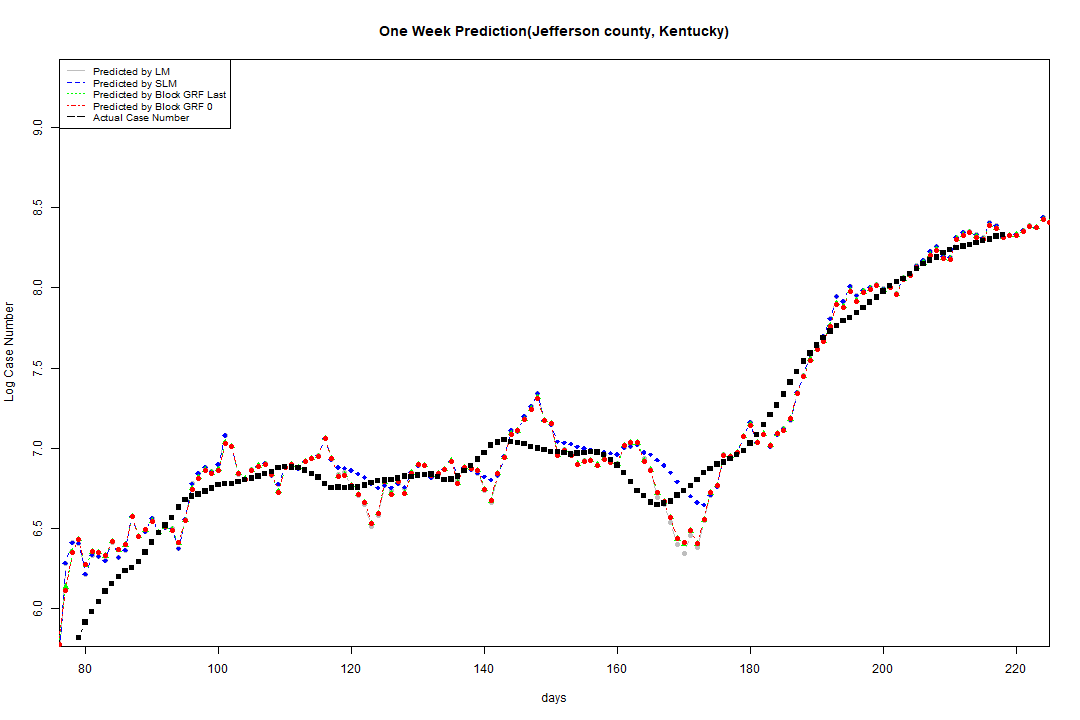 One Week Prediction(Jefferson county, Kentucky)
Predicted by LM
Predicted by SLM
Predicted by Block GRF Last
Predicted by Block GRF 0
Actual Case Number
9.0
8.5
8.0
7.5
7.0
6.5
6.0
Log Case Number
80 100 120 140 160 180 200 220
days